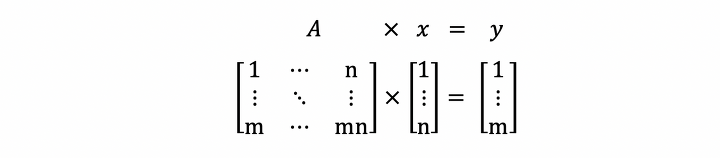 A × x = y
[1 ⋯ n] [1] [1]
[⋮ ⋱ ⋮] × [⋮] = [⋮]
[m ⋯ mn] [n] [m]